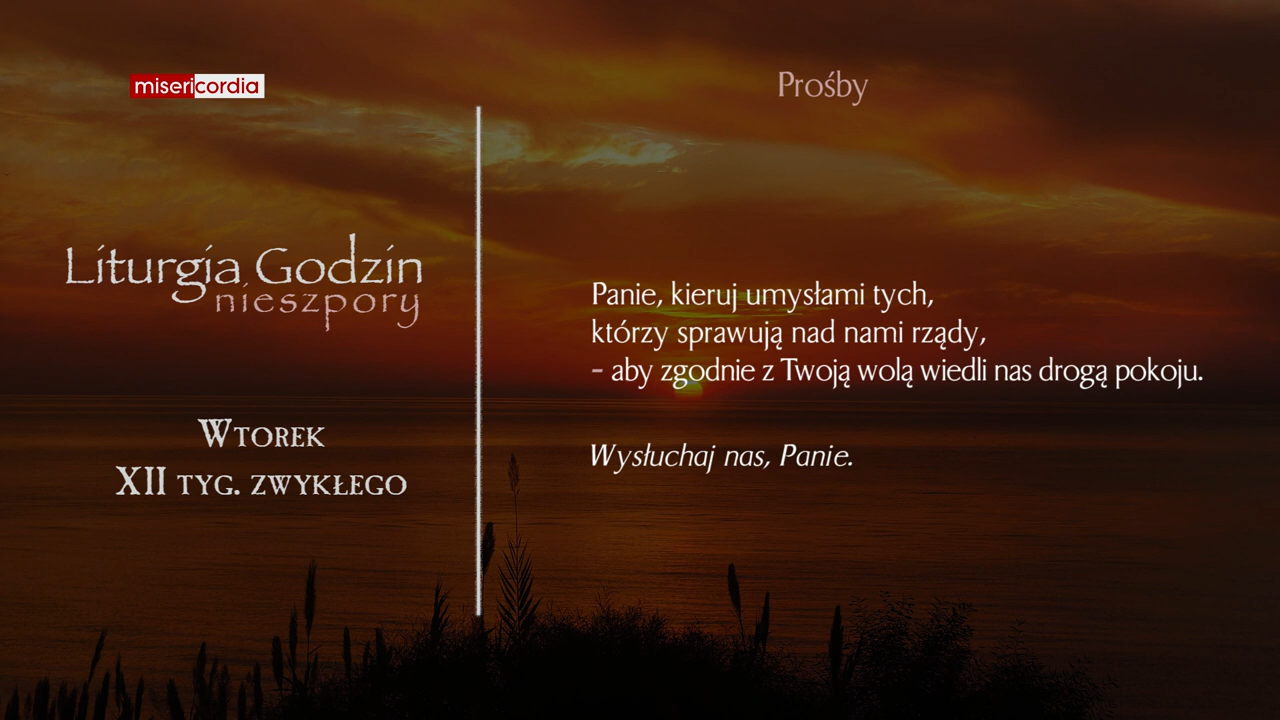 misericordia
Prośby
Liturgia Godzin
nieszpory
Wtorek
XII tyg. zwykłego
Panie, kieruj umysłami tych,
którzy sprawują nad nami rządy,
- aby zgodnie z Twoją wolą wiedli nas drogą pokoju.
Wysłuchaj nas, Panie.